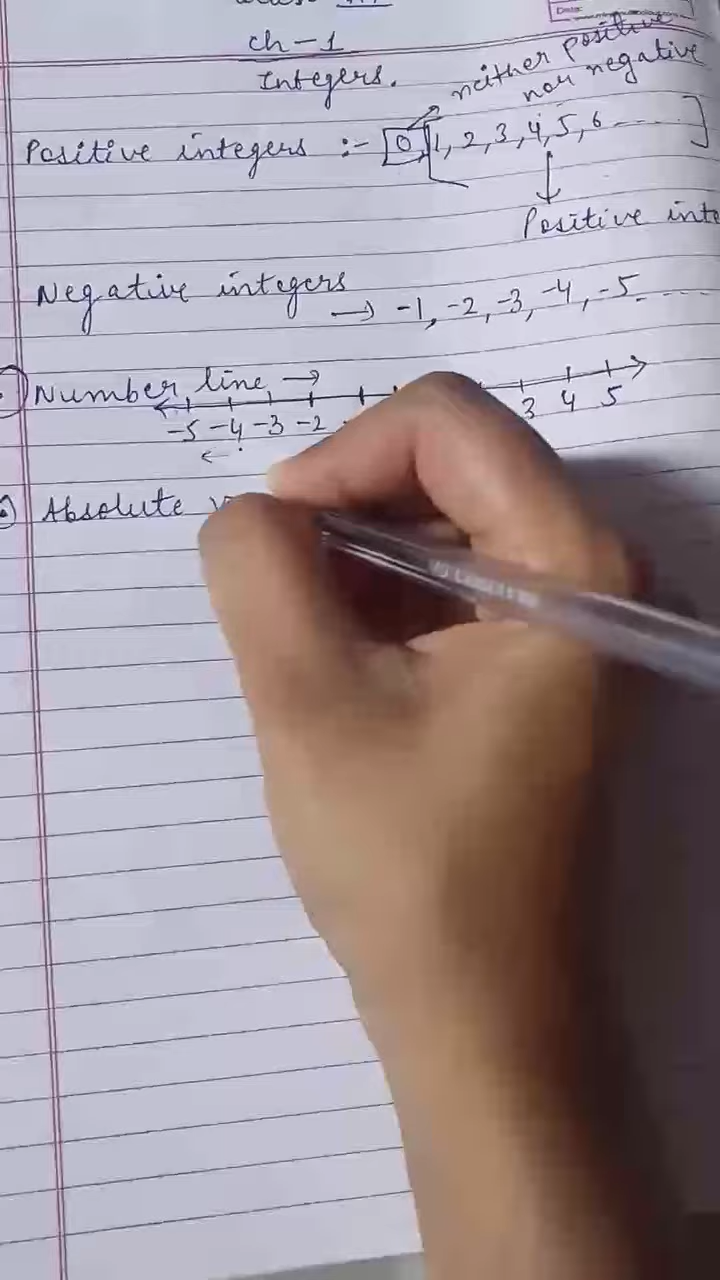 ch-1
Integers.
neither positive
nor negative
Positive integers :- [0, 1, 2, 3, 4, 5, 6 ........ ]
Positive inte
Negative integers
→ -1, -2, -3, -4, -5. ....
Number line →
-5 -4 -3 -2 3 4 5
←
Absolute